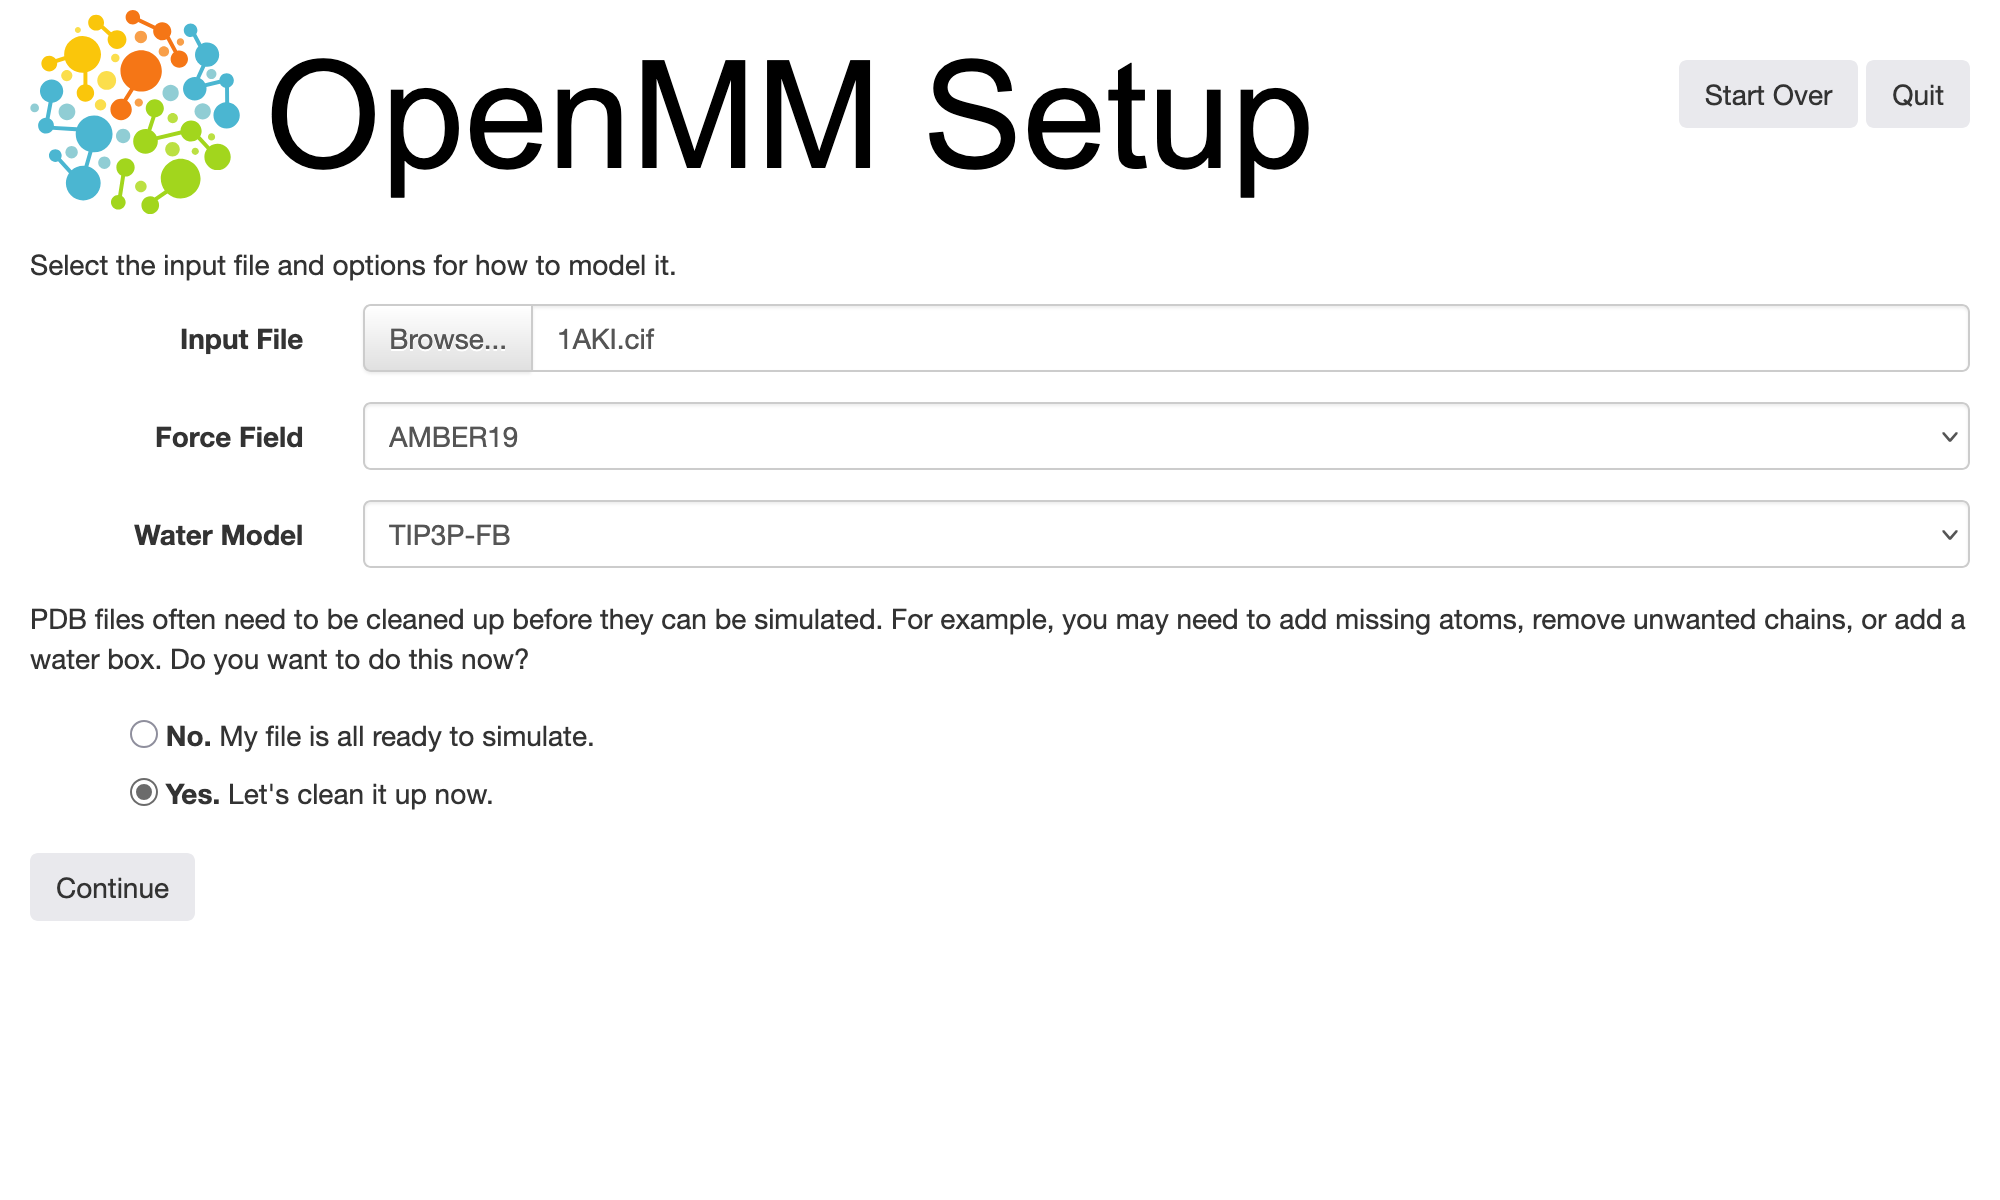 OpenMM Setup
Start Over
Quit
Select the input file and options for how to model it.
Input File
Browse...
1AKI.cif
Force Field
AMBER19
Water Model
TIP3P-FB
PDB files often need to be cleaned up before they can be simulated. For example, you may need to add missing atoms, remove unwanted chains, or add a
water box. Do you want to do this now?
No. My file is all ready to simulate.
Yes. Let's clean it up now.
Continue